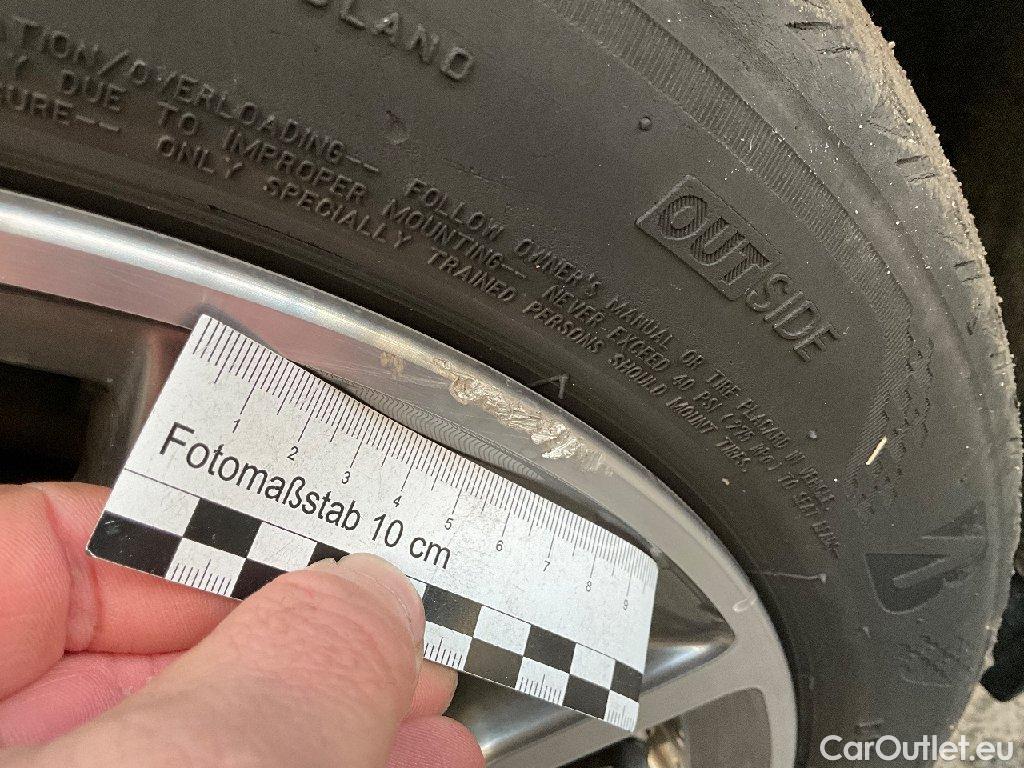 OLAND
ATION/OVERLOADING-- FOLLOW OWNER'S MANUAL OR TIRE PLACARD IN VEHICLE
DUE TO IMPROPER MOUNTING-- NEVER EXCEED 40 PSI
ONLY SPECIALLY TRAINED PERSONS SHOULD MOUNT TIRES.
OUTSIDE
1 2 3 4 5 6 7 8 9
Fotomaßstab 10 cm
CarOutlet.eu